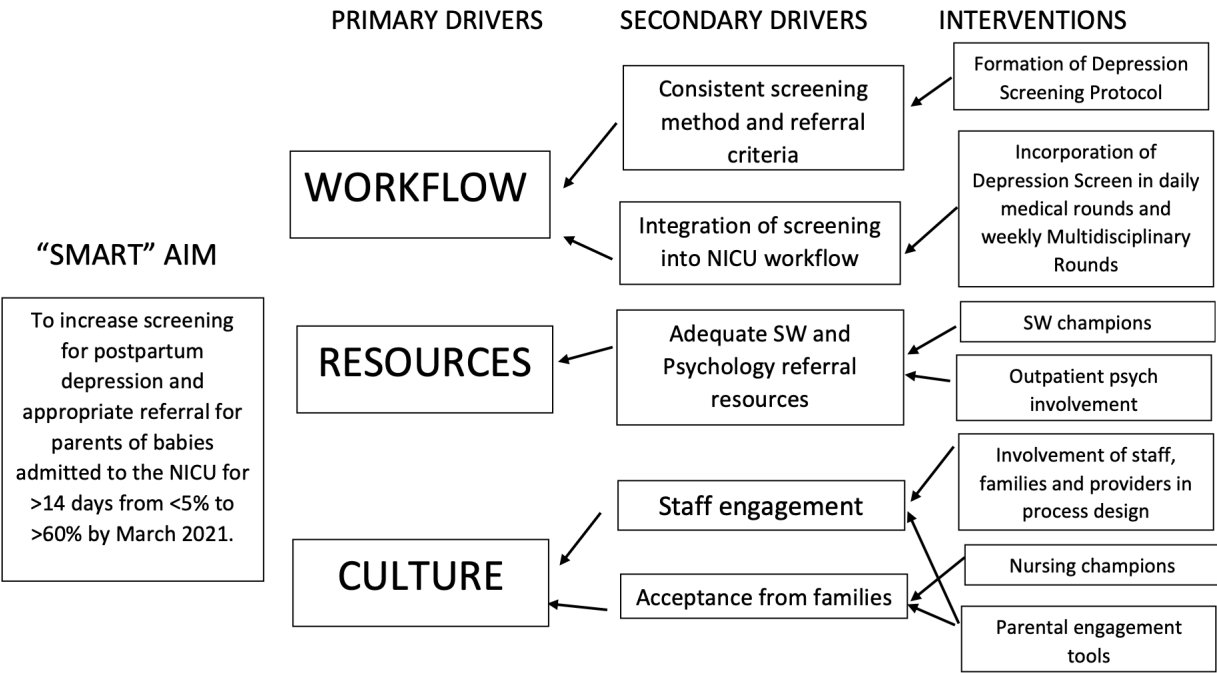 PRIMARY DRIVERS
SECONDARY DRIVERS
INTERVENTIONS
“SMART” AIM
To increase screening
for postpartum
depression and
appropriate referral for
parents of babies
admitted to the NICU for
>14 days from <5% to
>60% by March 2021.
WORKFLOW
RESOURCES
CULTURE
Consistent screening
method and referral
criteria
Integration of screening
into NICU workflow
Adequate SW and
Psychology referral
resources
Staff engagement
Acceptance from families
Formation of Depression
Screening Protocol
Incorporation of
Depression Screen in daily
medical rounds and
weekly Multidisciplinary
Rounds
SW champions
Outpatient psych
involvement
Involvement of staff,
families and providers in
process design
Nursing champions
Parental engagement
tools